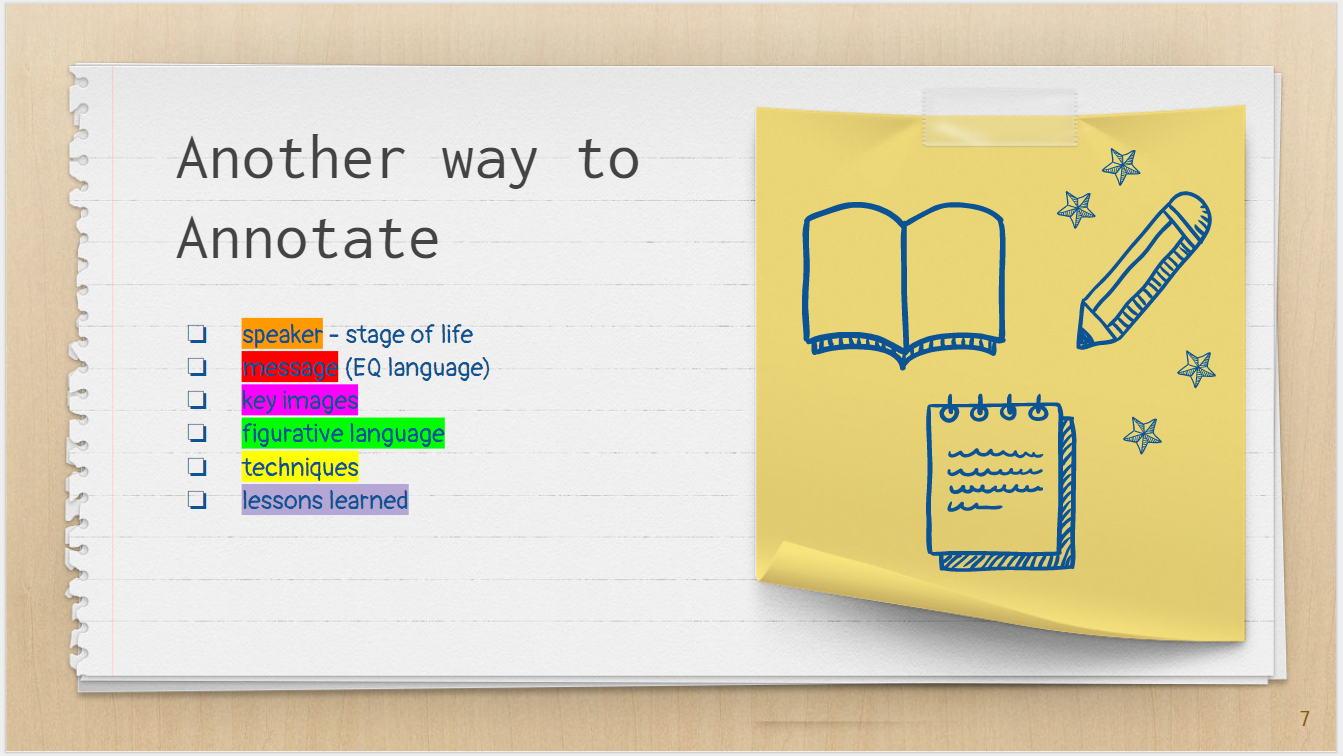 Another way to
Annotate
❏ speaker - stage of life
❏ message (EQ language)
❏ key images
❏ figurative language
❏ techniques
❏ lessons learned
7